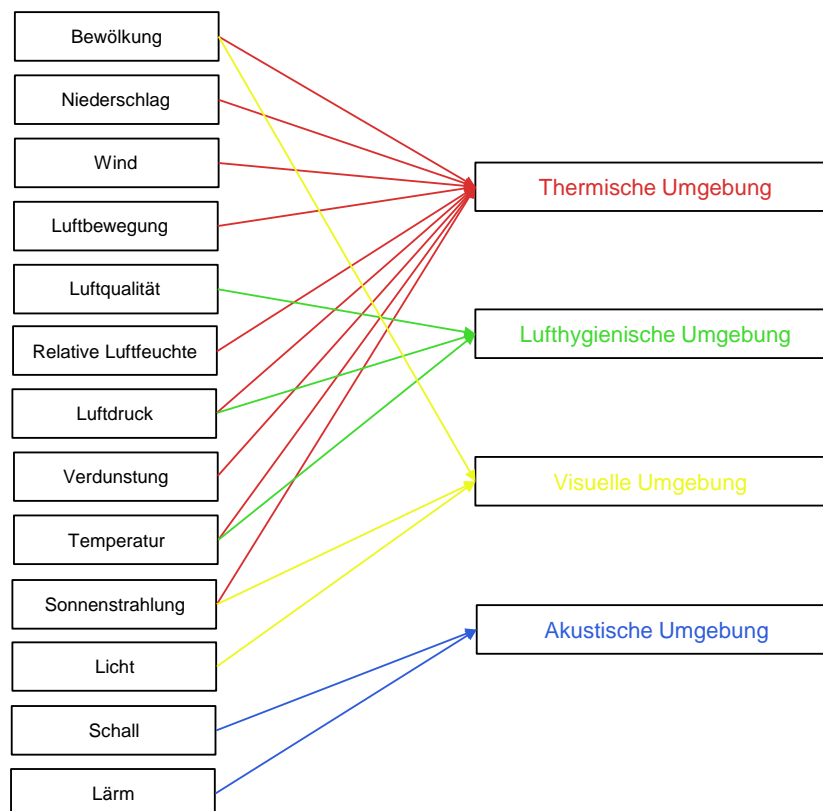 Bewölkung
Niederschlag
Wind
Luftbewegung
Luftqualität
Relative Luftfeuchte
Luftdruck
Verdunstung
Temperatur
Sonnenstrahlung
Licht
Schall
Lärm
Thermische Umgebung
Lufthygienische Umgebung
Visuelle Umgebung
Akustische Umgebung